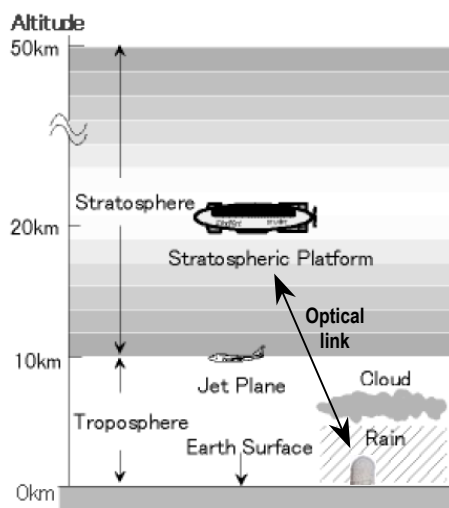 Altitude
50km
Stratosphere
20km
Stratospheric Platform
Optical
link
10km
Jet Plane
Cloud
Troposphere
Rain
Earth Surface
0km